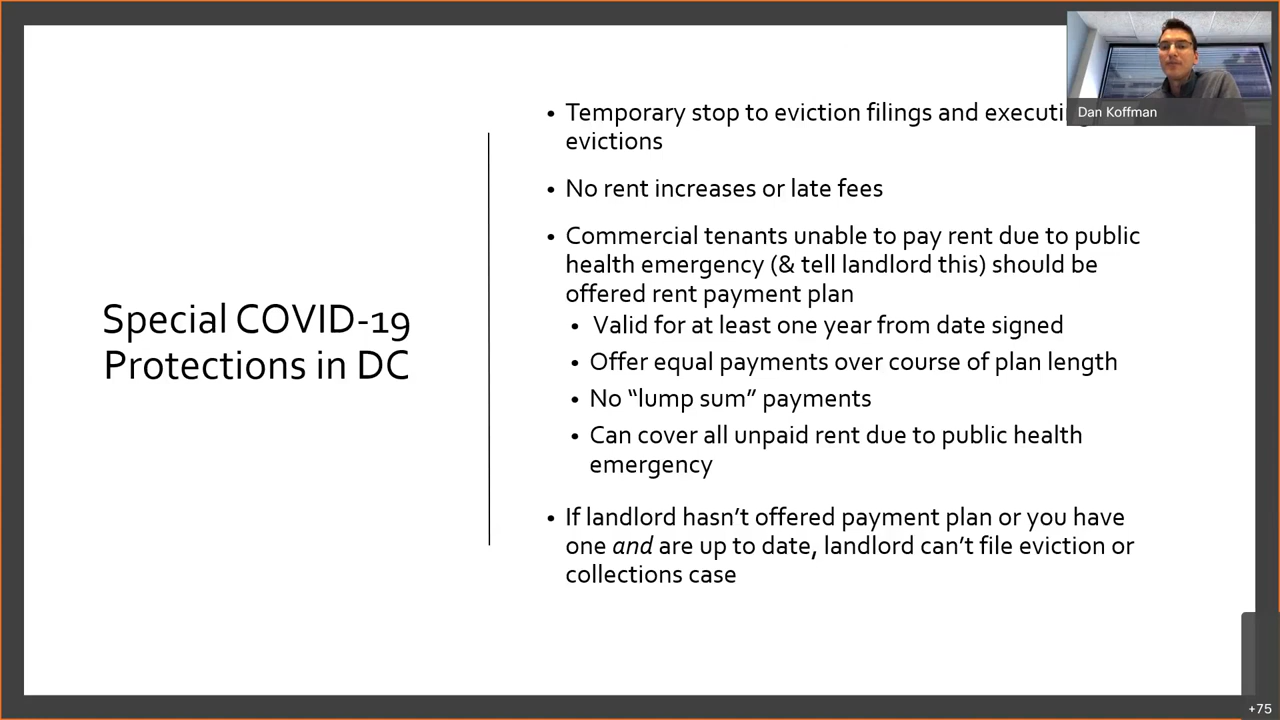 Special COVID-19
Protections in DC
• Temporary stop to eviction filings and
evictions
• No rent increases or late fees
• Commercial tenants unable to pay rent due to public
health emergency (& tell landlord this) should be
offered rent payment plan
• Valid for at least one year from date signed
• Offer equal payments over course of plan length
• No “lump sum” payments
• Can cover all unpaid rent due to public health
emergency
• If landlord hasn’t offered payment plan or you have
one and are up to date, landlord can’t file eviction or
collections case
Dan Koffman
+75